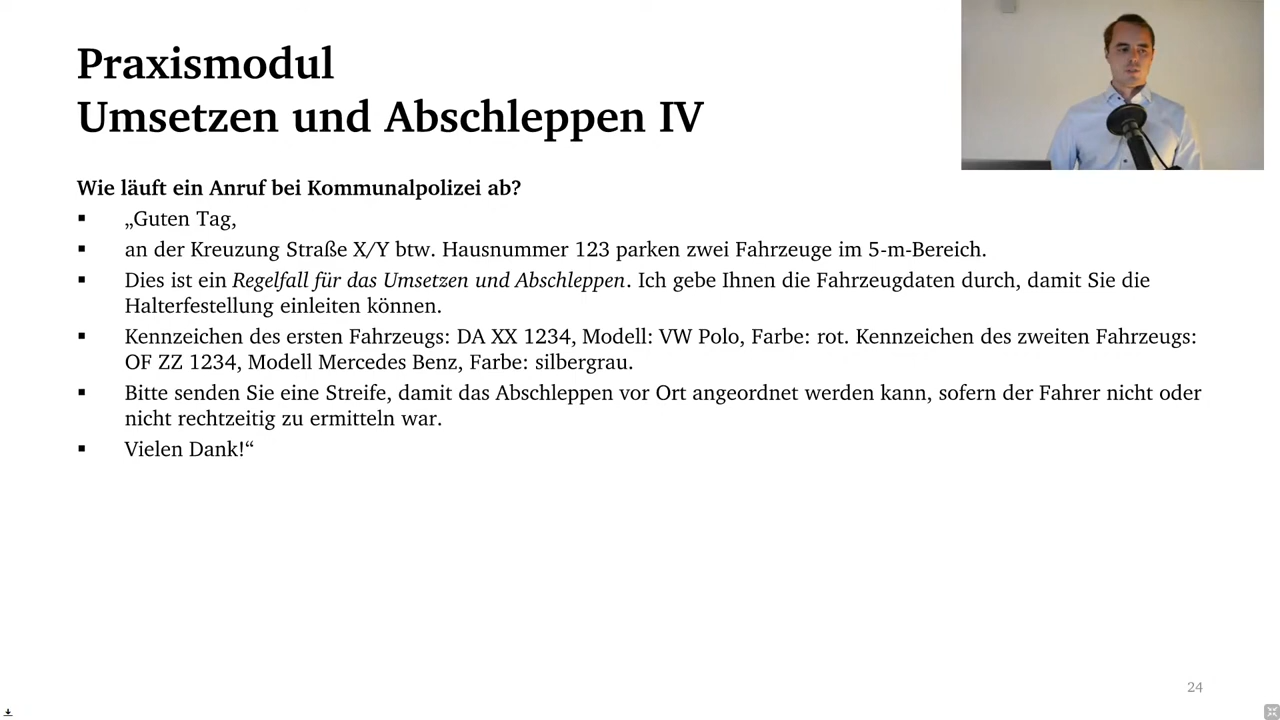 Praxismodul
Umsetzen und Abschleppen IV
Wie läuft ein Anruf bei Kommunalpolizei ab?
▪ „Guten Tag,
▪ an der Kreuzung Straße X/Y btw. Hausnummer 123 parken zwei Fahrzeuge im 5-m-Bereich.
▪ Dies ist ein Regelfall für das Umsetzen und Abschleppen. Ich gebe Ihnen die Fahrzeugdaten durch, damit Sie die
Halterfestellung einleiten können.
▪ Kennzeichen des ersten Fahrzeugs: DA XX 1234, Modell: VW Polo, Farbe: rot. Kennzeichen des zweiten Fahrzeugs:
OF ZZ 1234, Modell Mercedes Benz, Farbe: silbergrau.
▪ Bitte senden Sie eine Streife, damit das Abschleppen vor Ort angeordnet werden kann, sofern der Fahrer nicht oder
nicht rechtzeitig zu ermitteln war.
▪ Vielen Dank!“
24